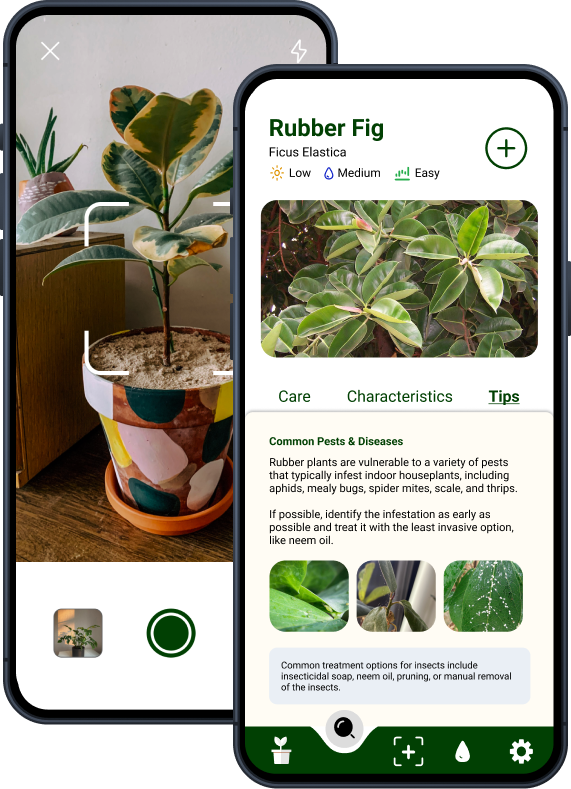 Rubber Fig
Ficus Elastica
Low Medium Easy
Care Characteristics Tips
Common Pests & Diseases
Rubber plants are vulnerable to a variety of pests
that typically infest indoor houseplants, including
aphids, mealy bugs, spider mites, scale, and thrips.
If possible, identify the infestation as early as
possible and treat it with the least invasive option,
like neem oil.
Common treatment options for insects include
insecticidal soap, neem oil, pruning, or manual removal
of the insects.